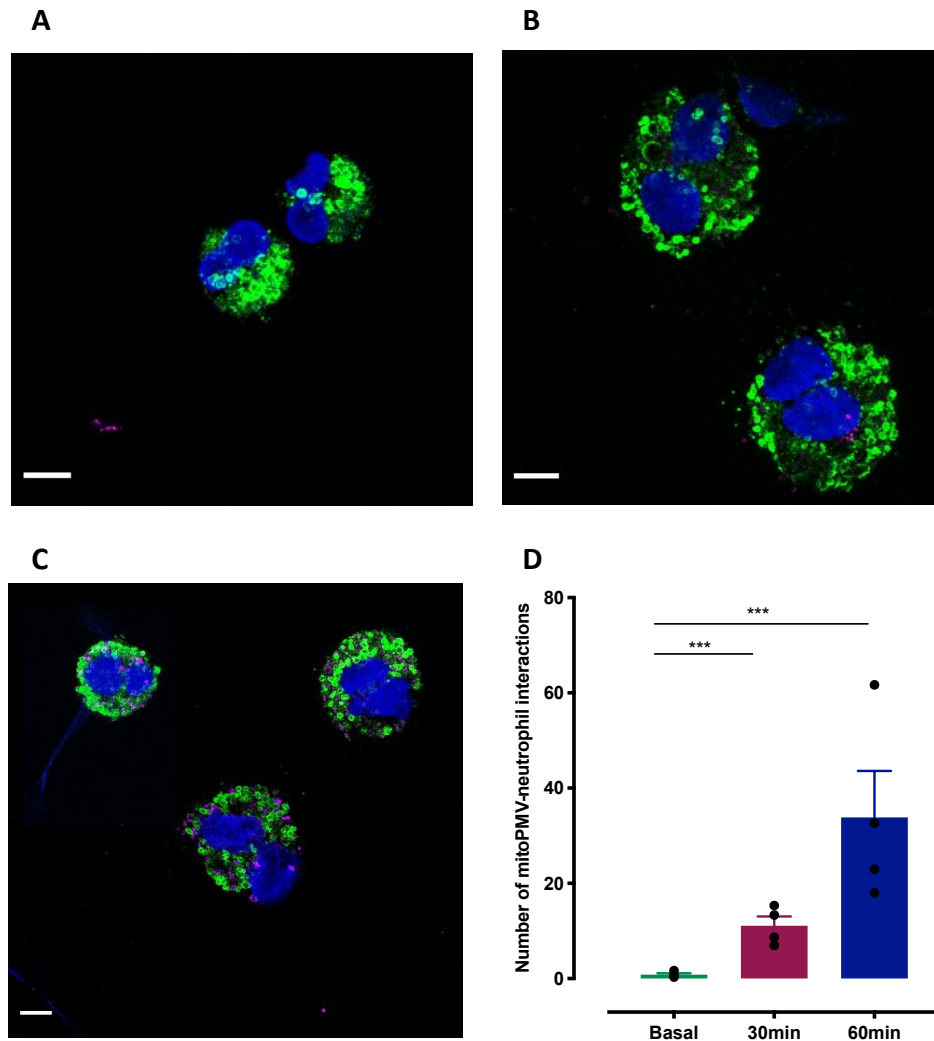 A
B
C
D
Number of mitoPMV-neutrophil interactions
80
60
40
20
0
***
***
Basal
30min
60min